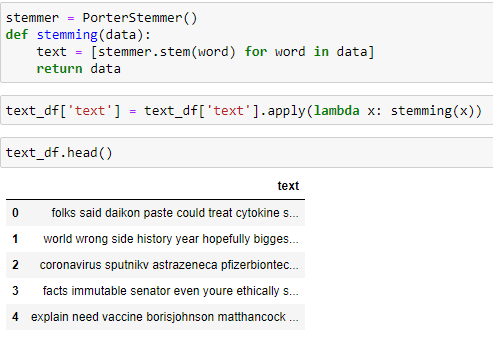 stemmer = PorterStemmer()
def stemming(data):
    text = [stemmer.stem(word) for word in data]
    return data
text_df['text'] = text_df['text'].apply(lambda x: stemming(x))
text_df.head()
text
0 folks said daikon paste could treat cytokine s...
1 world wrong side history year hopefully bigges...
2 coronavirus sputnikv astrazeneca pfizerbiontec...
3 facts immutable senator even youre ethically s...
4 explain need vaccine borisjohnson matthancock ...